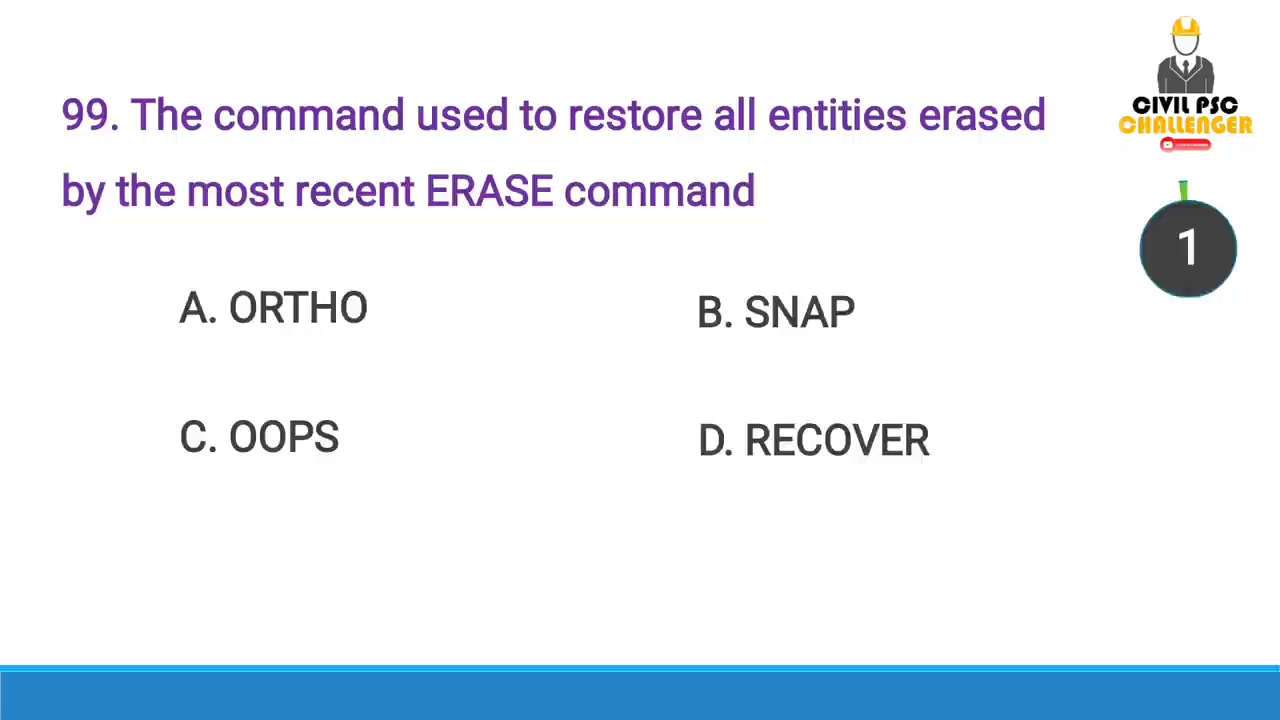 99. The command used to restore all entities erased
by the most recent ERASE command
A. ORTHO
B. SNAP
C. OOPS
D. RECOVER
CIVIL PSC
CHALLENGER
1